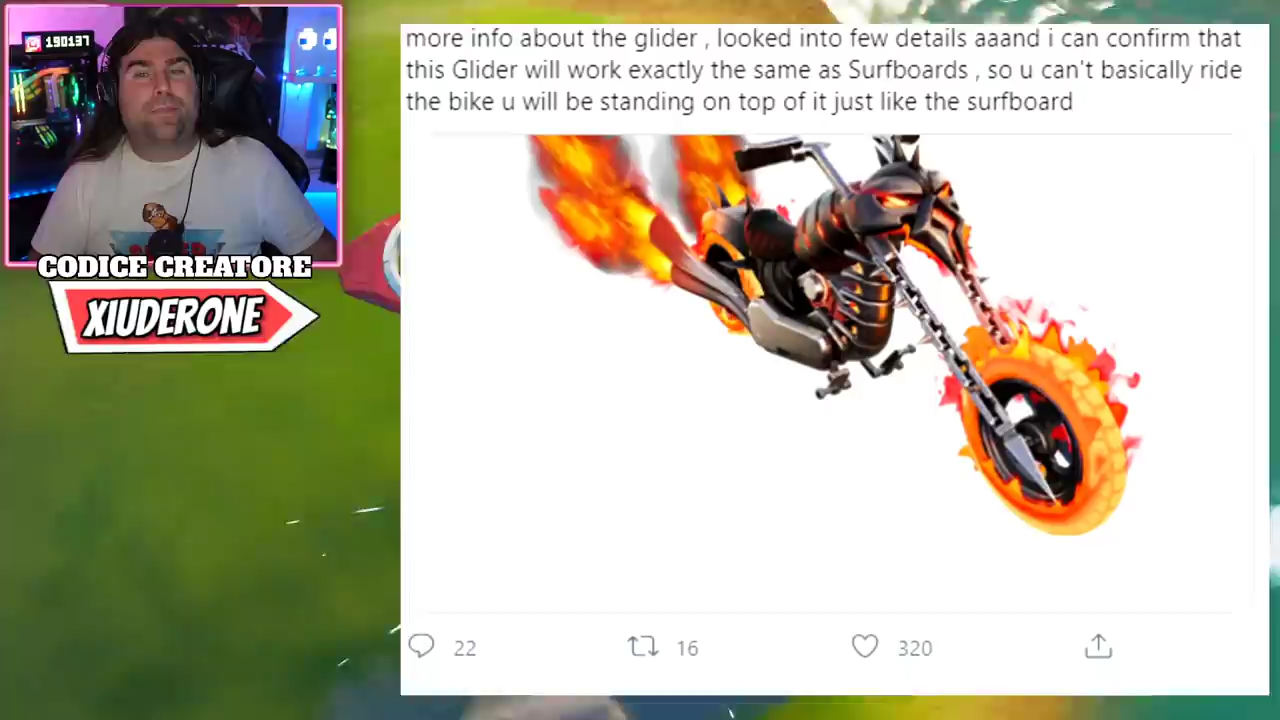 190137
more info about the glider , looked into few details aaand i can confirm that
this Glider will work exactly the same as Surfboards , so u can't basically ride
the bike u will be standing on top of it just like the surfboard
CODICE CREATORE
XIUDERONE
22
16
320